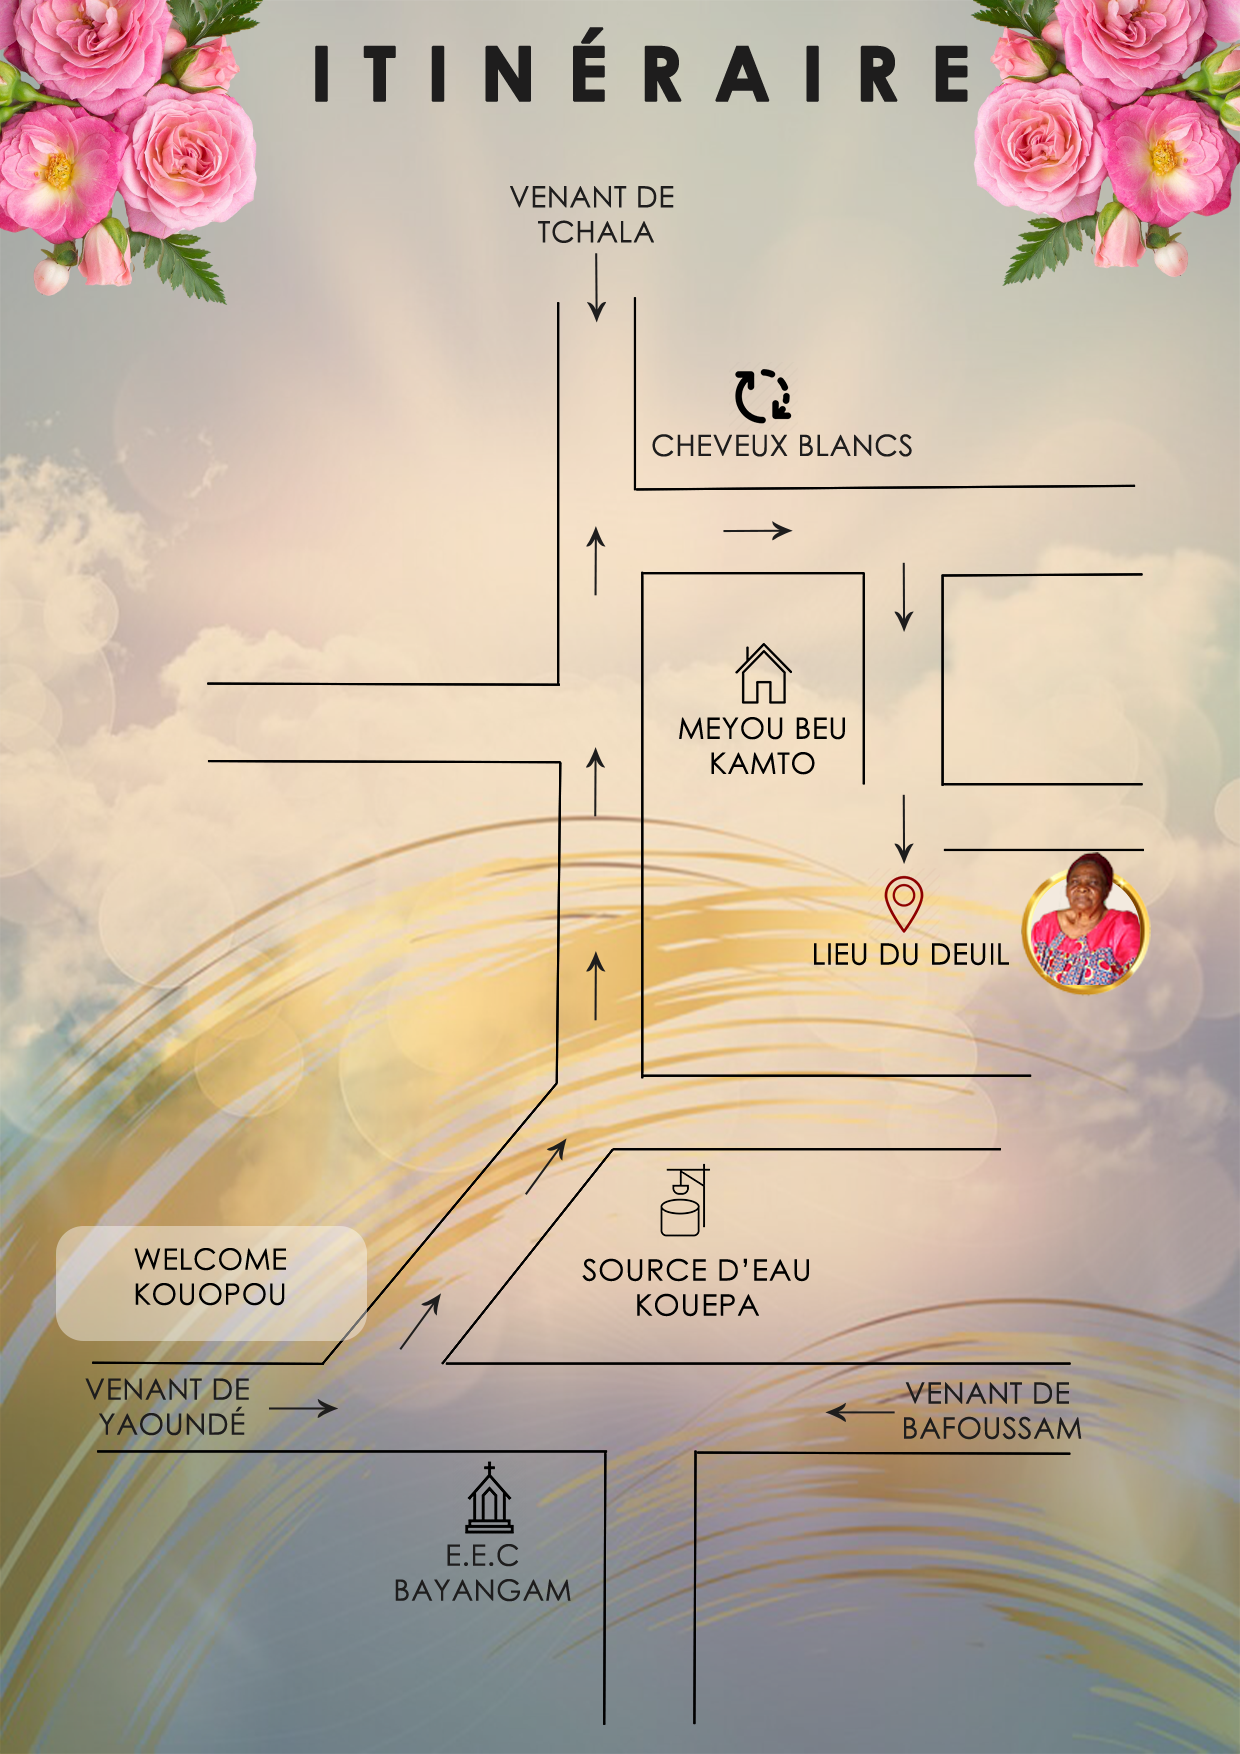 ITINÉRAIRE
VENANT DE
TCHALA
CHEVEUX BLANCS
MEYOU BEU
KAMTO
LIEU DU DEUIL
SOURCE D'EAU
KOUEPA
WELCOME
KOUOPOU
VENANT DE
YAOUNDÉ
VENANT DE
BAFOUSSAM
E.E.C
BAYANGAM